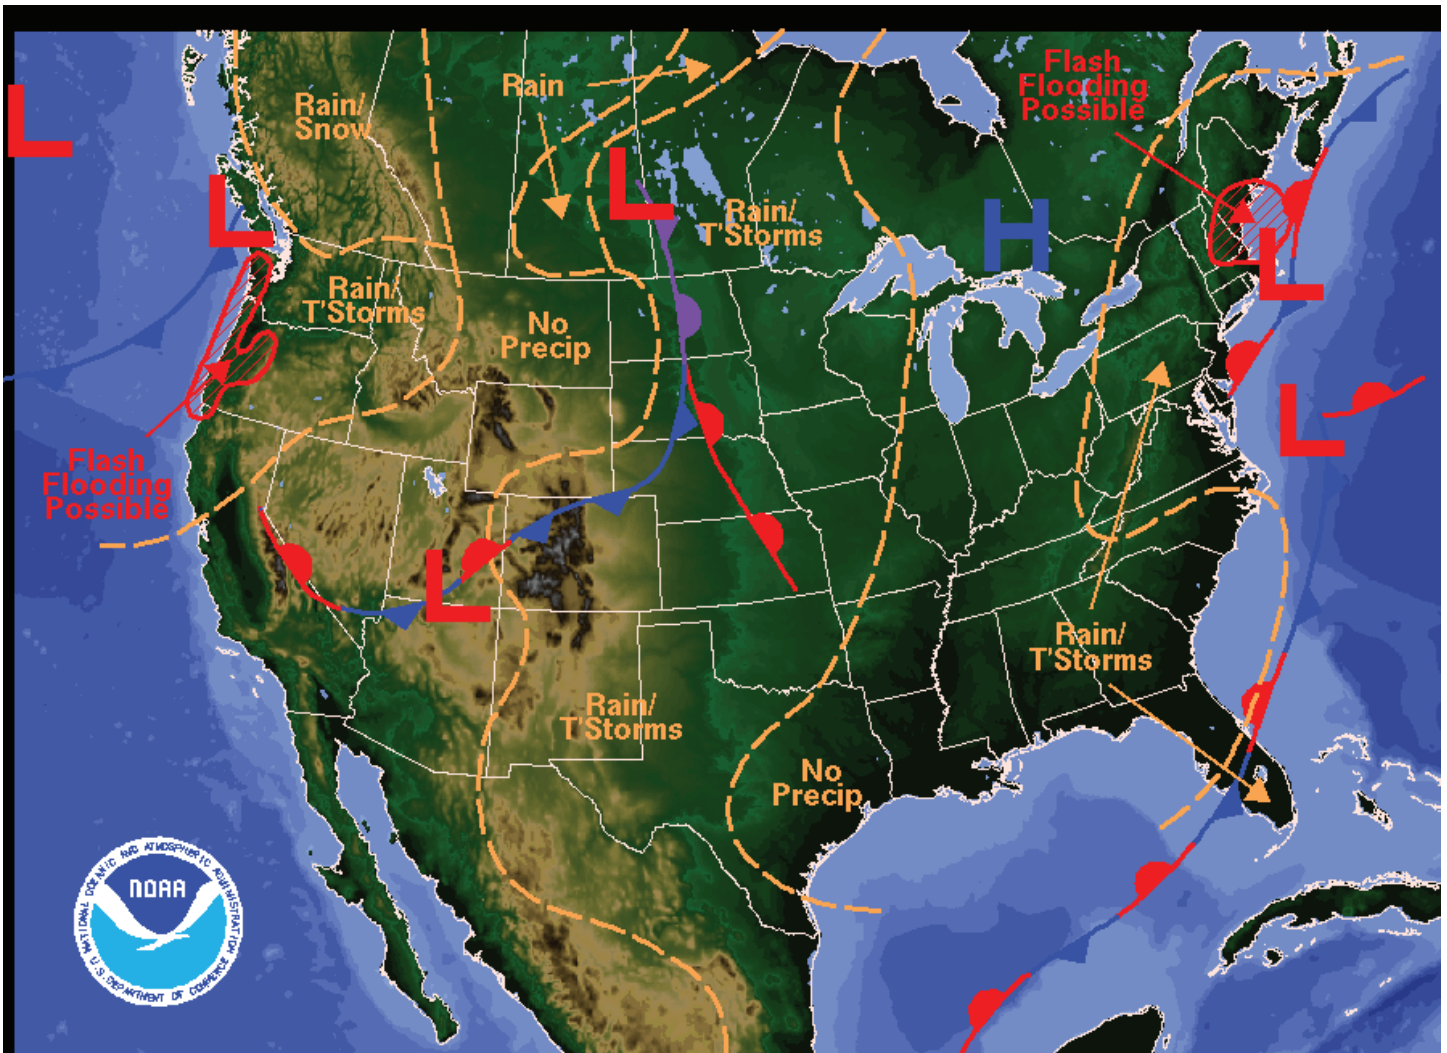 Flash
Flooding
Possible
Rain
Rain/
Snow
L
L
L
Rain/
T'Storms
H
L
Rain/
T'Storms
No
Precip
L
Flash
Flooding
Possible
L
Rain/
T'Storms
Rain/
T'Storms
No
Precip
NATIONAL OCEANIC AND ATMOSPHERIC ADMINISTRATION
NOAA
U.S. DEPARTMENT OF COMMERCE